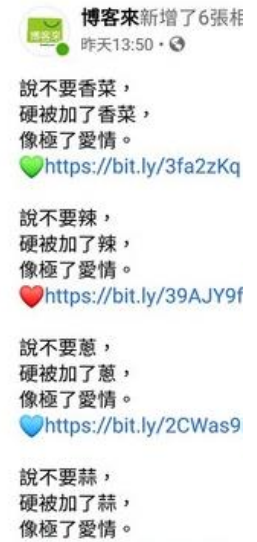 博客來新增了6張相
博客來
昨天13:50·
說不要香菜，
硬被加了香菜，
像極了愛情。
💚https://bit.ly/3fa2zKq
說不要辣，
硬被加了辣，
像極了愛情。
❤️https://bit.ly/39AJY9f
說不要蔥，
硬被加了蔥，
像極了愛情。
💙https://bit.ly/2CWas9
說不要蒜，
硬被加了蒜，
像極了愛情。